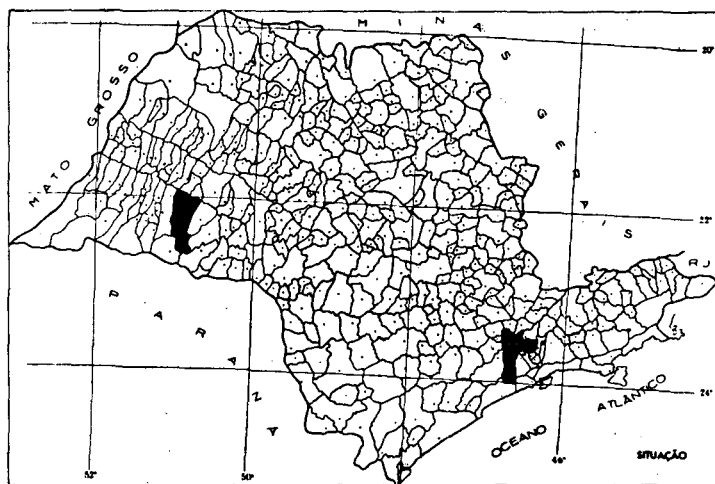 MINAS GERAIS
20°
MATO GROSSO
22°
RJ
PARANÁ
24°
ATLÂNTICO
OCEANO
SITUAÇÃO
52°
50°
46°